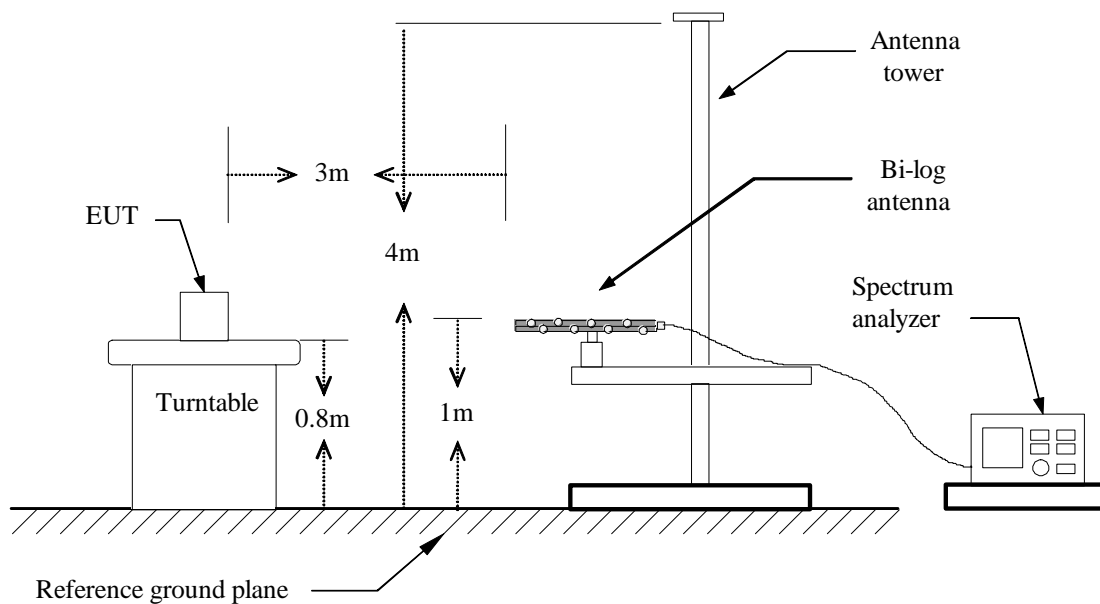 Antenna
tower
3m
Bi-log
antenna
EUT
4m
Spectrum
analyzer
Turntable
0.8m
1m
Reference ground plane